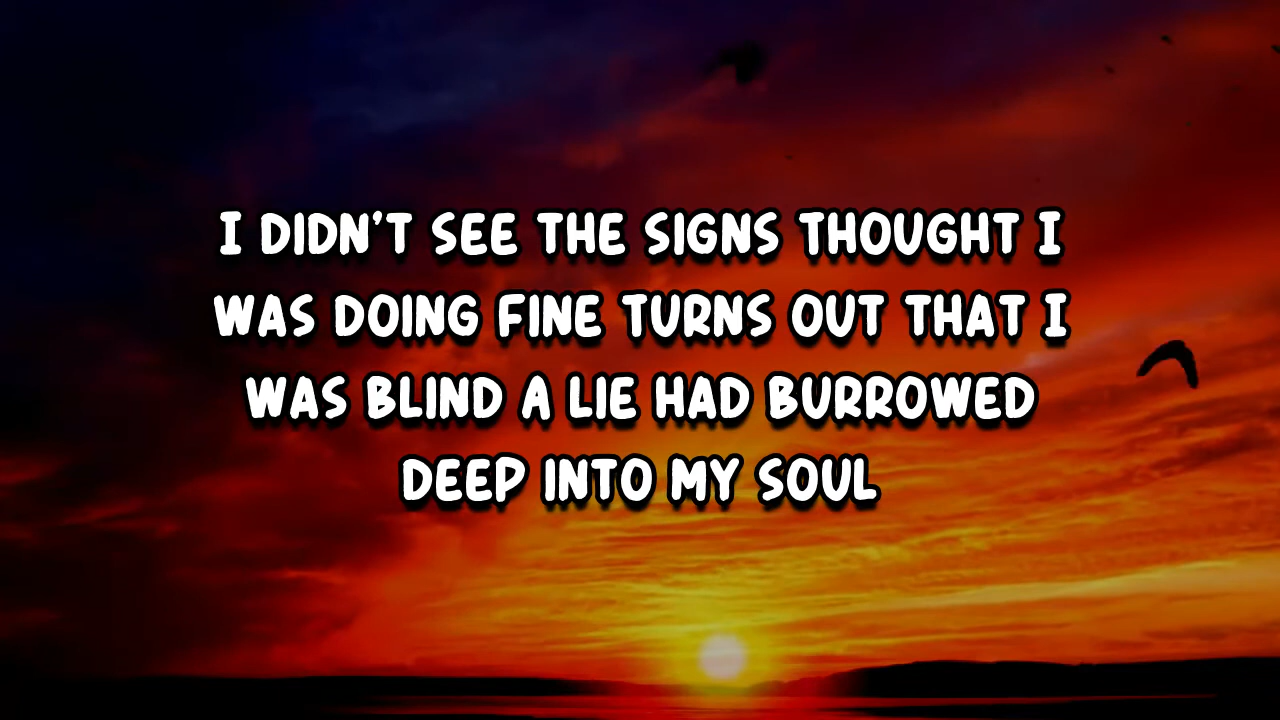 I DIDN'T SEE THE SIGNS THOUGHT I
WAS DOING FINE TURNS OUT THAT I
WAS BLIND A LIE HAD BURROWED
DEEP INTO MY SOUL